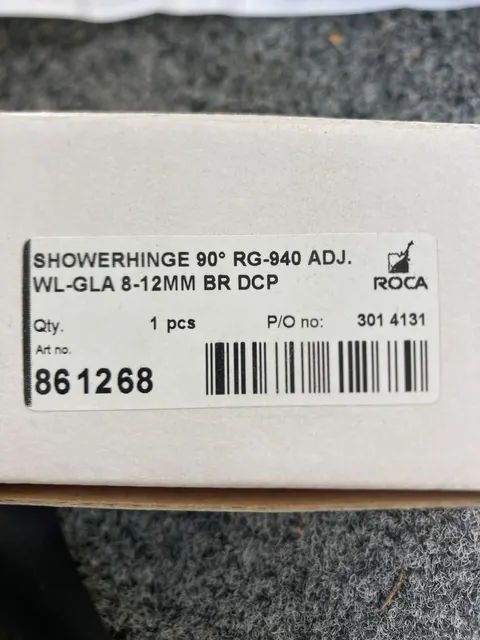 SHOWERHINGE 90° RG-940 ADJ.
WL-GLA 8-12MM BR DCP
ROCA
Qty. 1 pcs P/O no: 301 4131
Art no.
861268